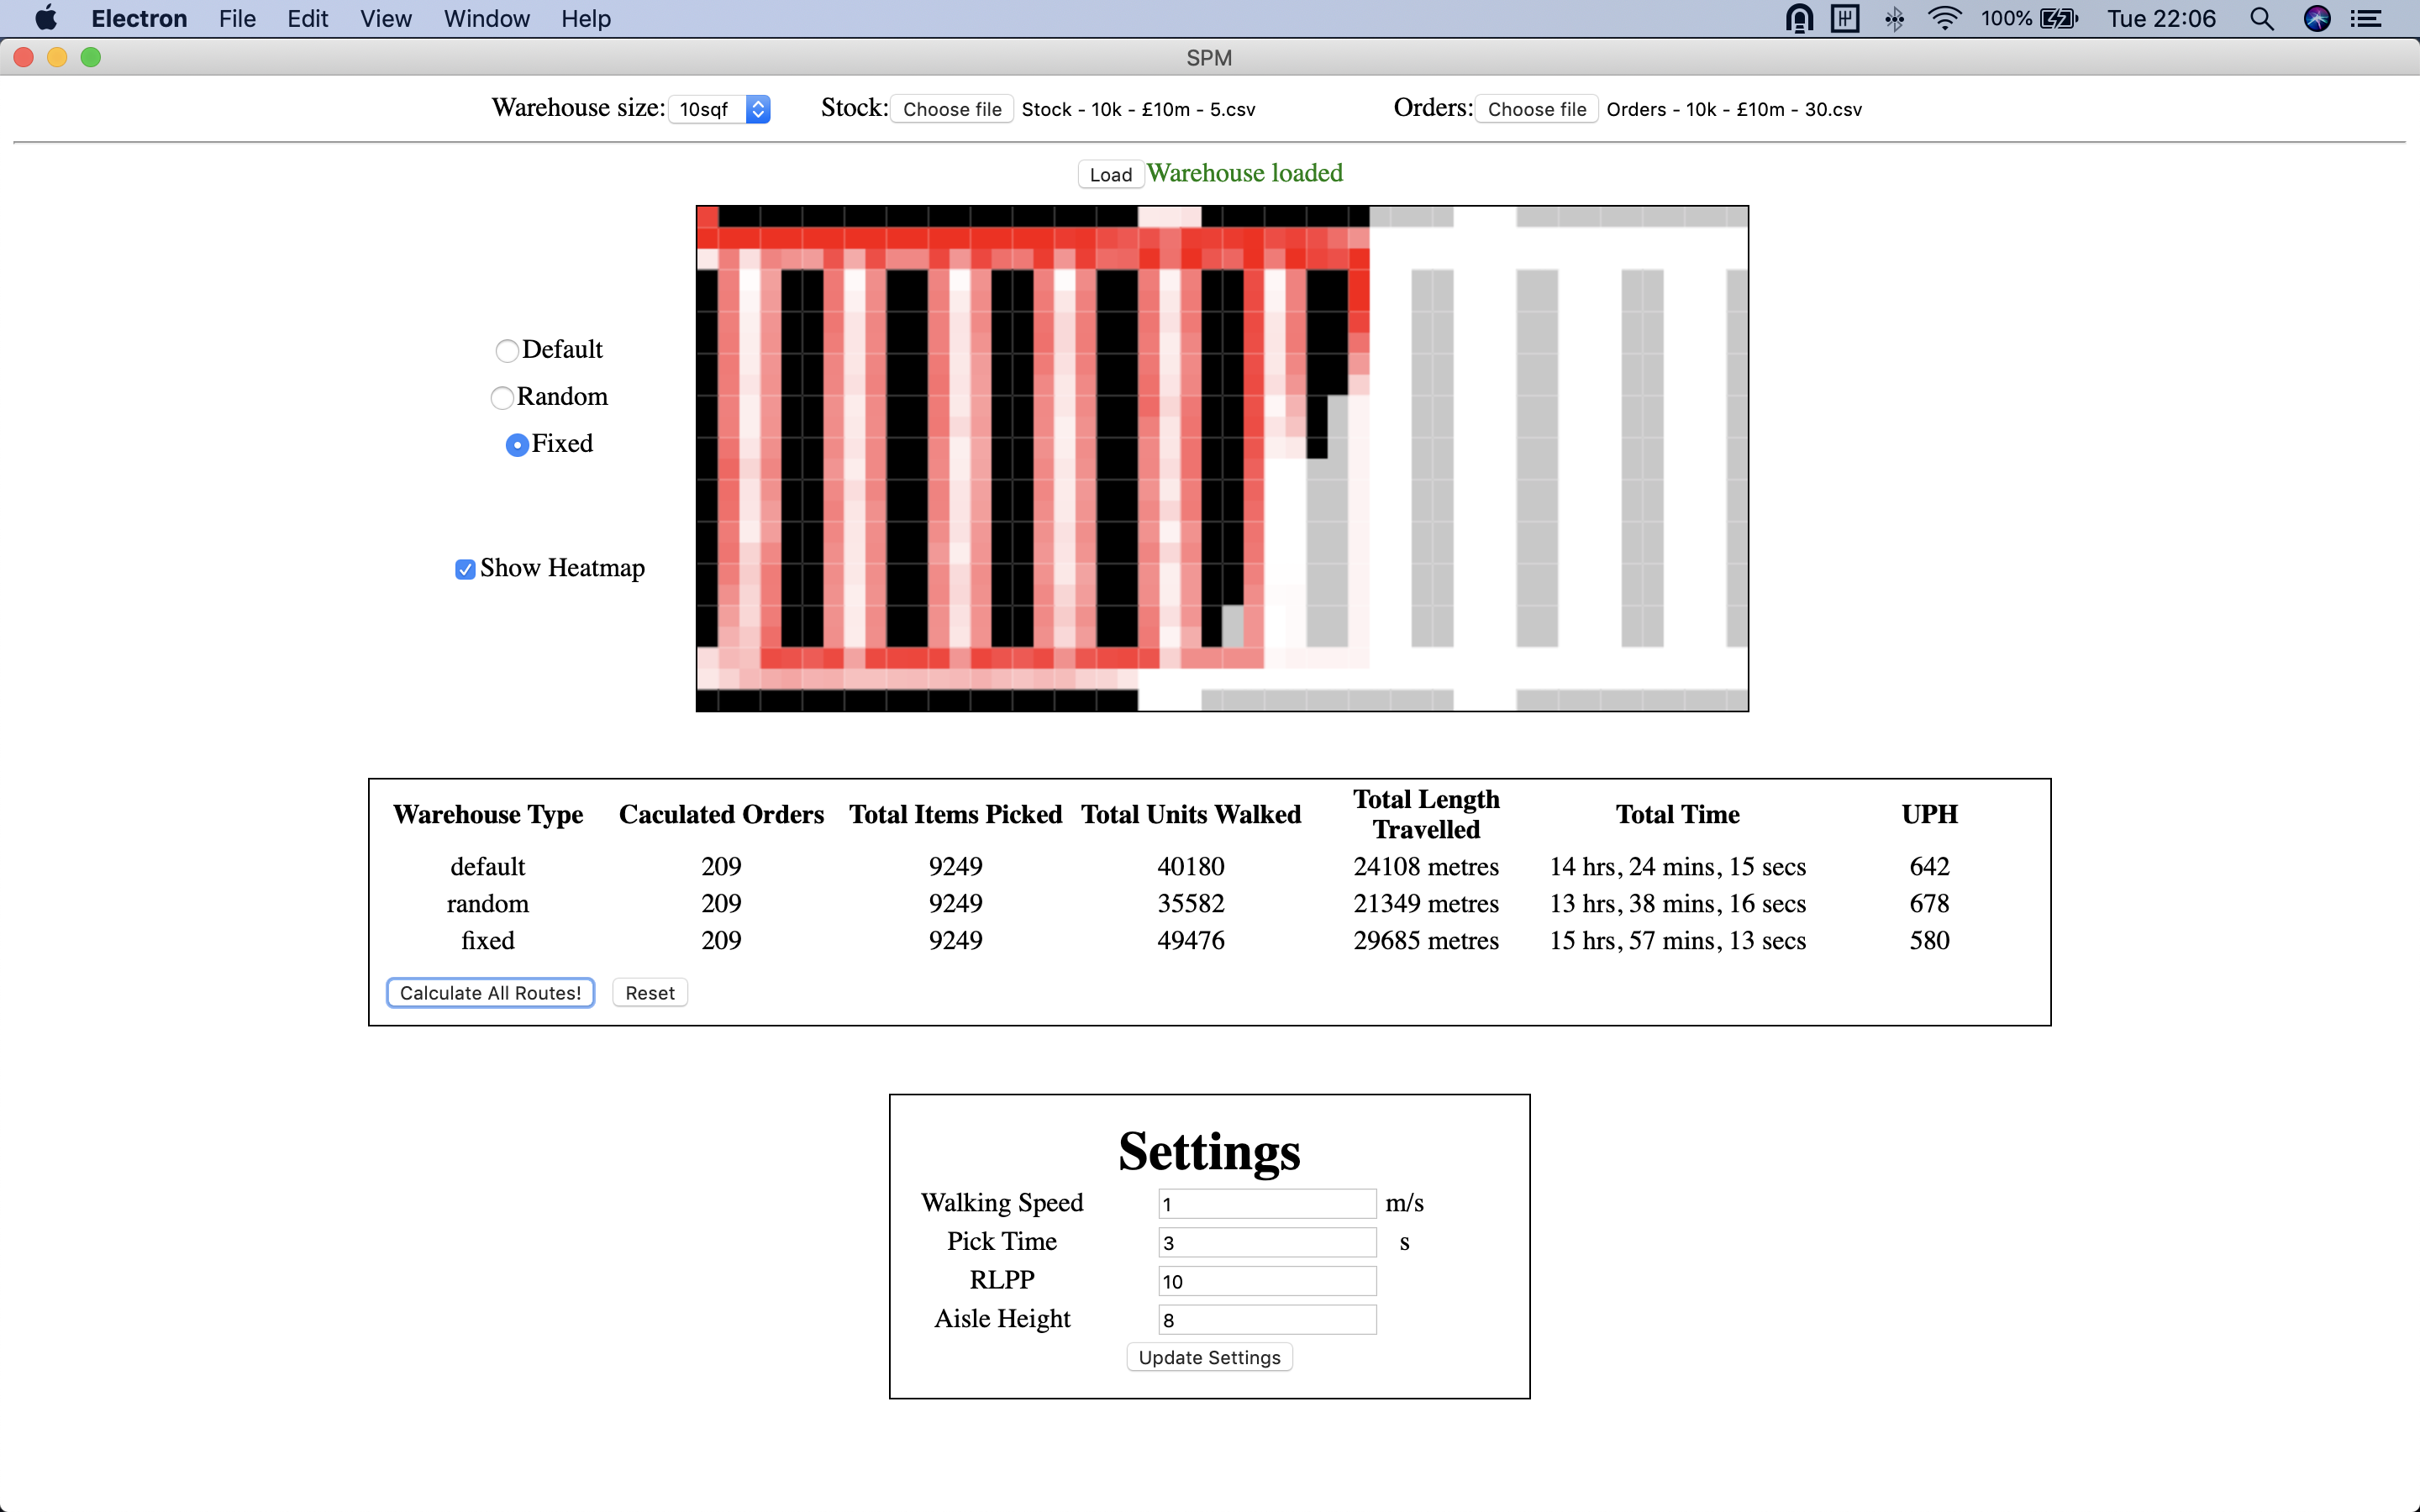 Electron File Edit View Window Help 100% Tue 22:06
SPM
Warehouse size: 10sqf Stock: Choose file Stock - 10k - £10m - 5.csv Orders: Choose file Orders - 10k - £10m - 30.csv
Load Warehouse loaded
Default
Random
Fixed
Show Heatmap
Warehouse Type Caculated Orders Total Items Picked Total Units Walked Total Length Travelled Total Time UPH
default 209 9249 40180 24108 metres 14 hrs, 24 mins, 15 secs 642
random 209 9249 35582 21349 metres 13 hrs, 38 mins, 16 secs 678
fixed 209 9249 49476 29685 metres 15 hrs, 57 mins, 13 secs 580
Calculate All Routes! Reset
Settings
Walking Speed 1 m/s
Pick Time 3 s
RLPP 10
Aisle Height 8
Update Settings